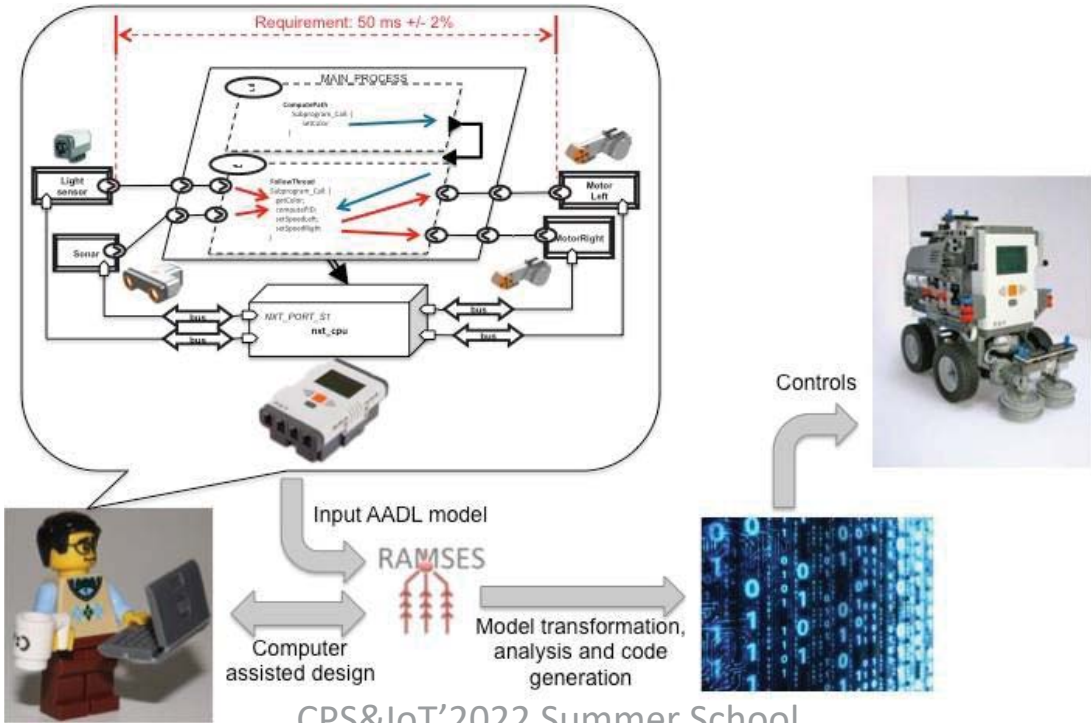 Requirement: 50 ms +/- 2%
MAIN_PROCESS
ComputePath
Subprogram_Call {
setColor
}
Light
sensor
Sonar
FollowThread
Subprogram_Call {
getColor;
computePID;
setSpeedLeft;
setSpeedRight
}
Motor
Left
MotorRight
bus
bus
NXT_PORT_S1
nxt_cpu
bus
bus
Controls
Input AADL model
RAMSES
Computer
assisted design
Model transformation,
analysis and code
generation
CPS&IoT'2022 Summer School